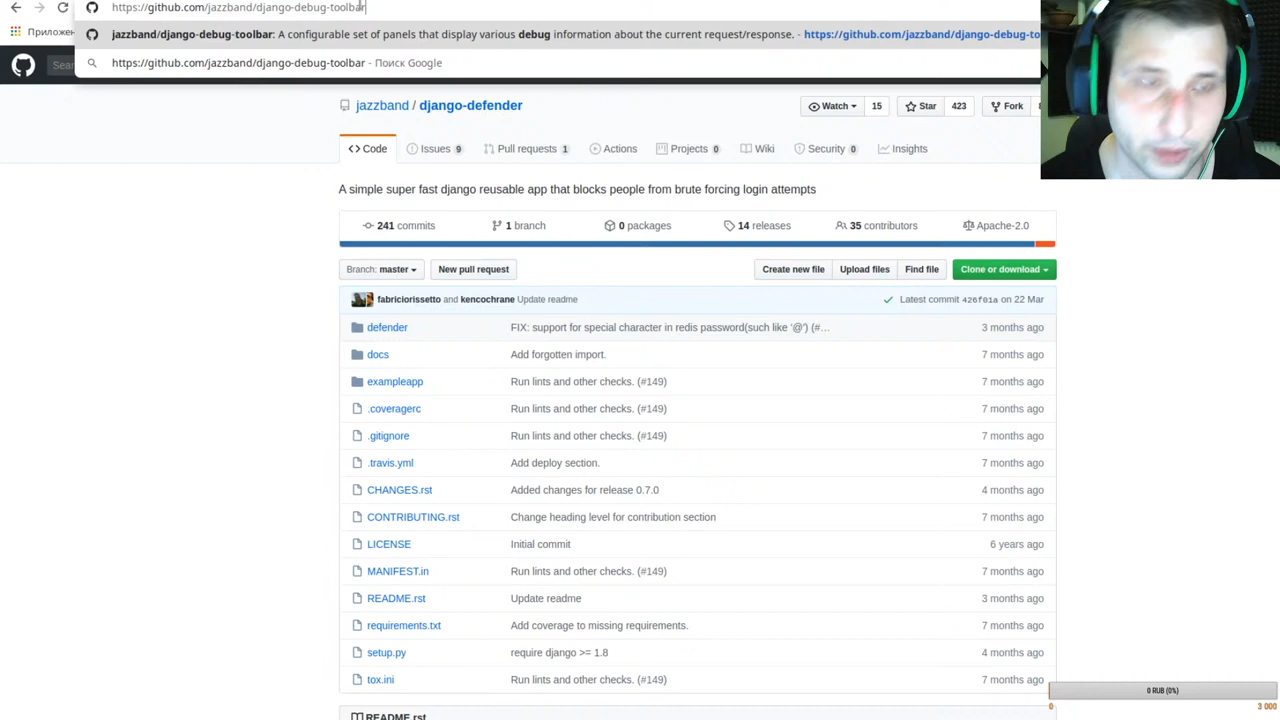 https://github.com/jazzband/django-debug-toolbar
Приложен
jazzband/django-debug-toolbar: A configurable set of panels that display various debug information about the current request/response. - https://github.com/jazzband/django-debug-to
https://github.com/jazzband/django-debug-toolbar - Поиск Google
Sear
jazzband / django-defender
Watch 15 Star 423 Fork
Code Issues 9 Pull requests 1 Actions Projects 0 Wiki Security 0 Insights
A simple super fast django reusable app that blocks people from brute forcing login attempts
241 commits 1 branch 0 packages 14 releases 35 contributors Apache-2.0
Branch: master New pull request Create new file Upload files Find file Clone or download
fabriciorissetto and kencochrane Update readme Latest commit 426f01a on 22 Mar
defender FIX: support for special character in redis password(such like '@') (#… 3 months ago
docs Add forgotten import. 7 months ago
exampleapp Run lints and other checks. (#149) 7 months ago
.coveragerc Run lints and other checks. (#149) 7 months ago
.gitignore Run lints and other checks. (#149) 7 months ago
.travis.yml Add deploy section. 7 months ago
CHANGES.rst Added changes for release 0.7.0 4 months ago
CONTRIBUTING.rst Change heading level for contribution section 7 months ago
LICENSE Initial commit 6 years ago
MANIFEST.in Run lints and other checks. (#149) 7 months ago
README.rst Update readme 3 months ago
requirements.txt Add coverage to missing requirements. 7 months ago
setup.py require django >= 1.8 4 months ago
tox.ini Run lints and other checks. (#149) 7 months ago
README.rst
0 RUB (0%)
0 3 000